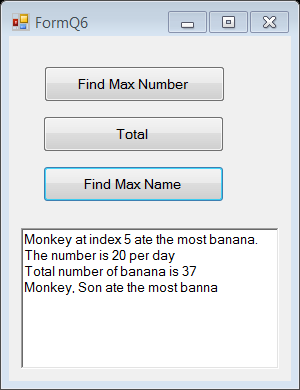 FormQ6
Find Max Number
Total
Find Max Name
Monkey at index 5 ate the most banana.
The number is 20 per day
Total number of banana is 37
Monkey, Son ate the most banna